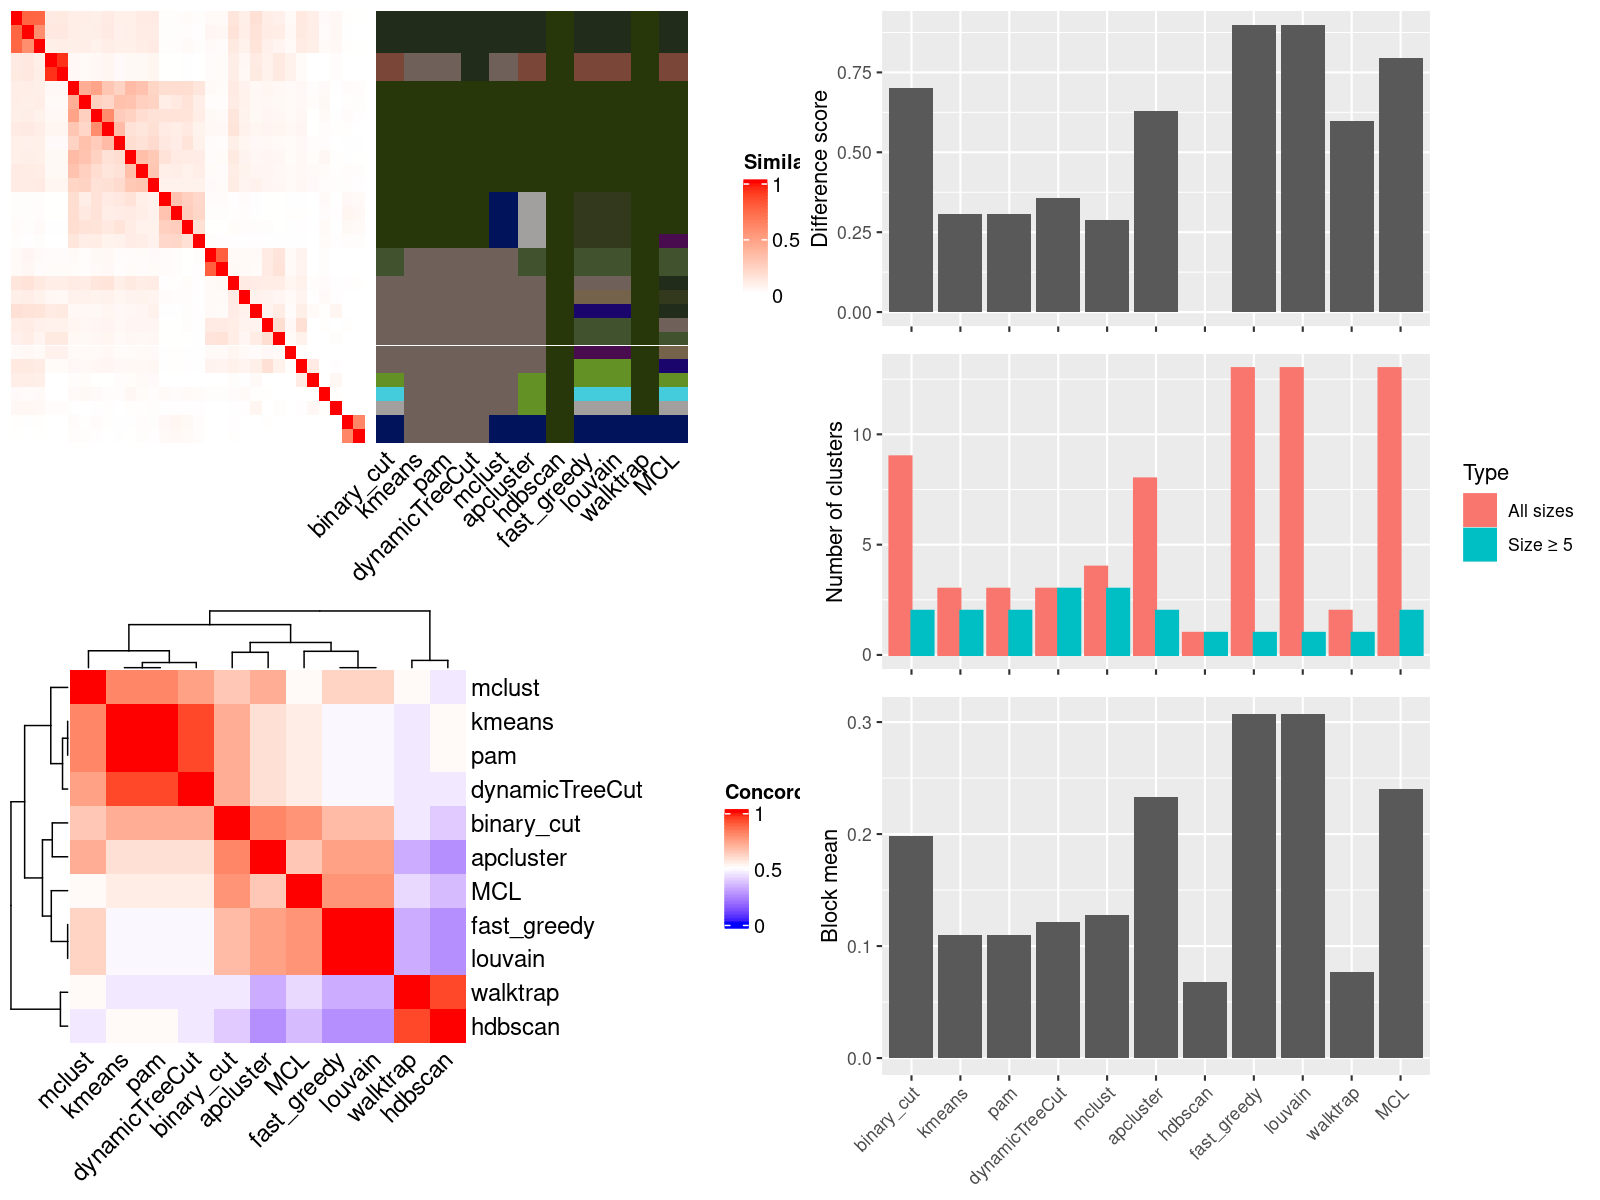 Simila
1
0.5
0
binary_cut
kmeans
pam
dynamicTreeCut
mclust
apcluster
hdbscan
fast_greedy
louvain
walktrap
MCL
mclust
kmeans
pam
dynamicTreeCut
binary_cut
apcluster
MCL
fast_greedy
louvain
walktrap
hdbscan
mclust
kmeans
pam
dynamicTreeCut
binary_cut
apcluster
MCL
fast_greedy
louvain
walktrap
hdbscan
Concord
1
0.5
0
Difference score
0.75
0.50
0.25
0.00
Number of clusters
10
5
0
Type
All sizes
Size ≥ 5
Block mean
0.3
0.2
0.1
0.0
binary_cut
kmeans
pam
dynamicTreeCut
mclust
apcluster
hdbscan
fast_greedy
louvain
walktrap
MCL